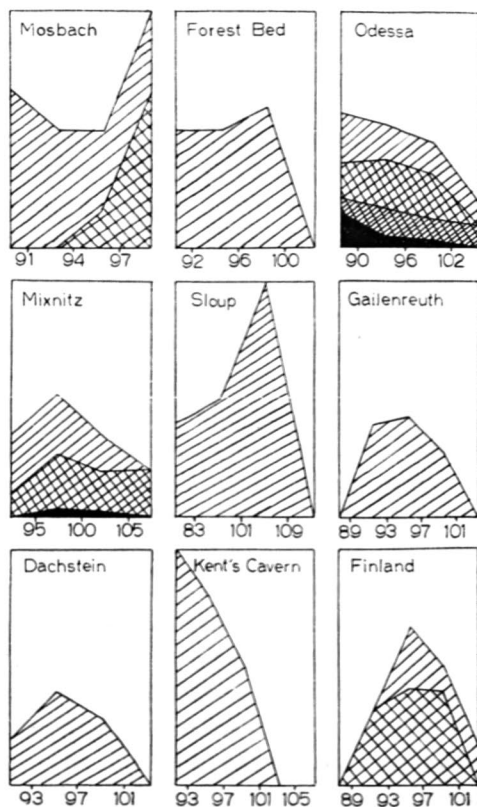 Mosbach
Forest Bed
Odessa
91 94 97
92 96 100
90 96 102
Mixnitz
Sloup
Gailenreuth
95 100 105
83 101 109
89 93 97 101
Dachstein
Kent's Cavern
Finland
93 97 101
93 97 101 105
89 93 97 101